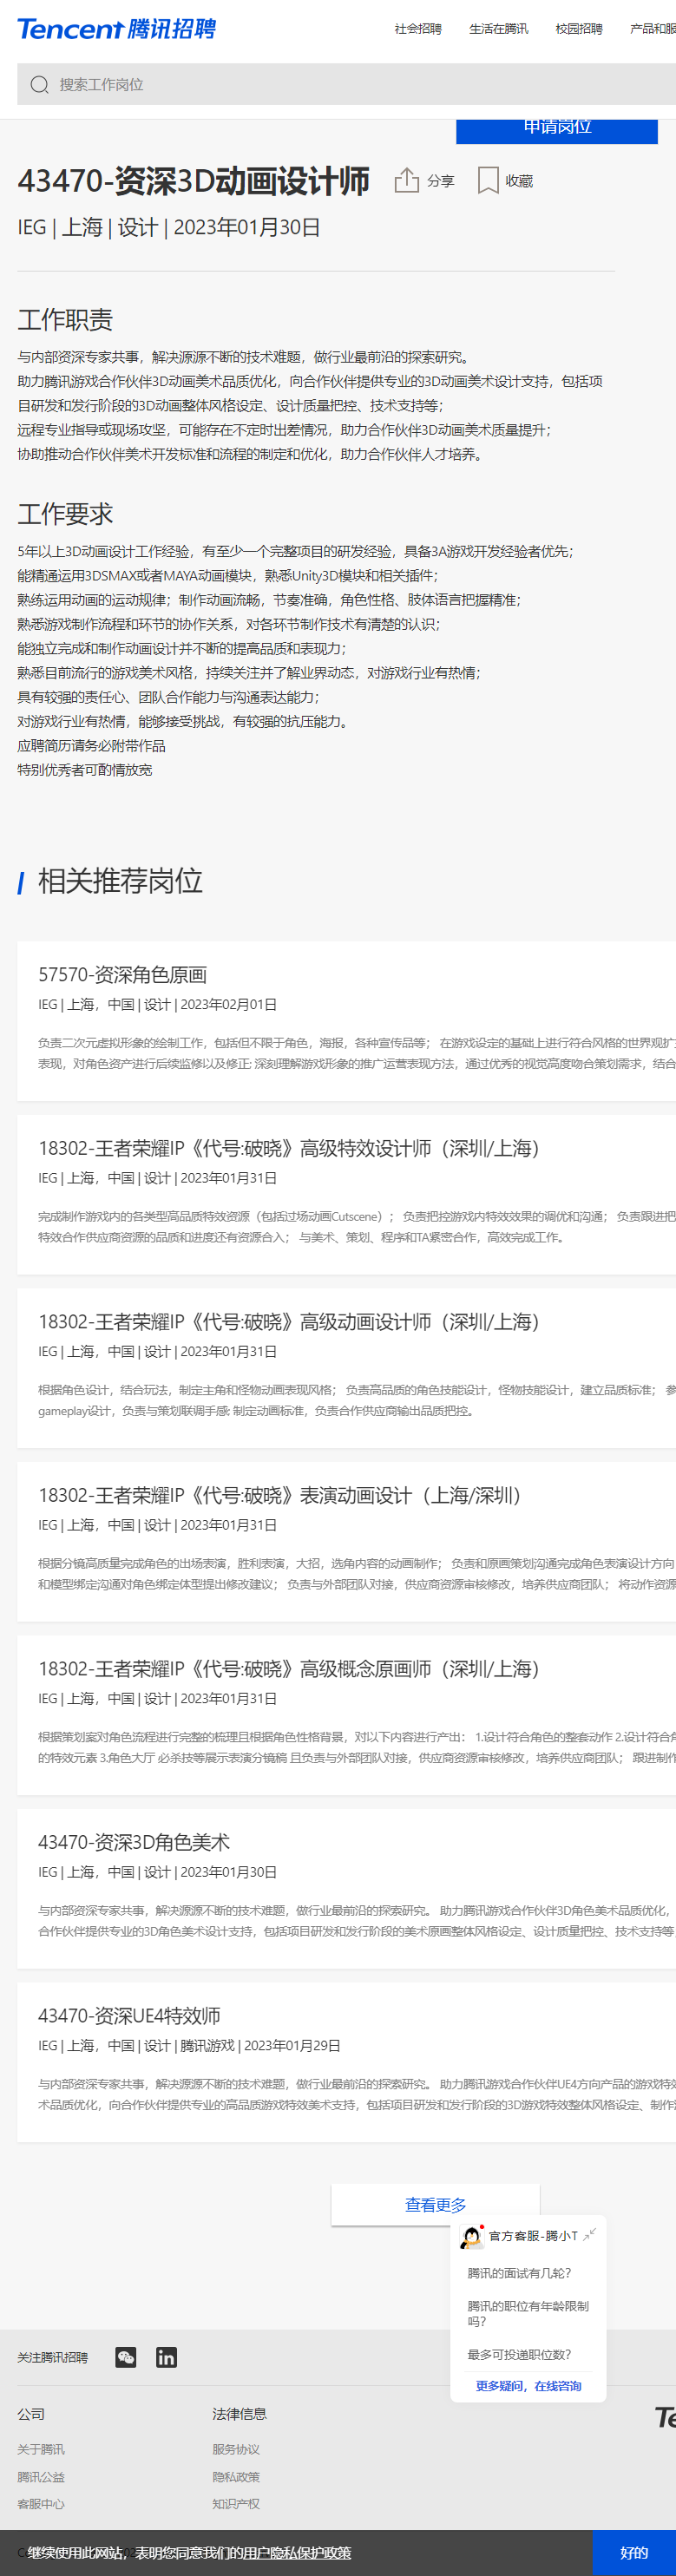 Tencent 腾讯招聘
社会招聘 生活在腾讯 校园招聘 产品和服
搜索工作岗位
申请岗位
43470-资深3D动画设计师 分享 收藏
IEG | 上海 | 设计 | 2023年01月30日
工作职责
与内部资深专家共事，解决源源不断的技术难题，做行业最前沿的探索研究。
助力腾讯游戏合作伙伴3D动画美术品质优化，向合作伙伴提供专业的3D动画美术设计支持，包括项
目研发和发行阶段的3D动画整体风格设定、设计质量把控、技术支持等；
远程专业指导或现场攻坚，可能存在不定时出差情况，助力合作伙伴3D动画美术质量提升；
协助推动合作伙伴美术开发标准和流程的制定和优化，助力合作伙伴人才培养。
工作要求
5年以上3D动画设计工作经验，有至少一个完整项目的研发经验，具备3A游戏开发经验者优先；
能精通运用3DSMAX或者MAYA动画模块，熟悉Unity3D模块和相关插件；
熟练运用动画的运动规律；制作动画流畅，节奏准确，角色性格、肢体语言把握精准；
熟悉游戏制作流程和环节的协作关系，对各环节制作技术有清楚的认识；
能独立完成和制作动画设计并不断的提高品质和表现力；
熟悉目前流行的游戏美术风格，持续关注并了解业界动态，对游戏行业有热情；
具有较强的责任心、团队合作能力与沟通表达能力；
对游戏行业有热情，能够接受挑战，有较强的抗压能力。
应聘简历请务必附带作品
特别优秀者可酌情放宽
相关推荐岗位
57570-资深角色原画
IEG | 上海，中国 | 设计 | 2023年02月01日
负责二次元虚拟形象的绘制工作，包括但不限于角色，海报，各种宣传品等； 在游戏设定的基础上进行符合风格的世界观扩
表现，对角色资产进行后续监修以及修正; 深刻理解游戏形象的推广运营表现方法，通过优秀的视觉高度吻合策划需求，结合
18302-王者荣耀IP《代号:破晓》高级特效设计师（深圳/上海）
IEG | 上海，中国 | 设计 | 2023年01月31日
完成制作游戏内的各类型高品质特效资源（包括过场动画Cutscene）； 负责把控游戏内特效效果的调优和沟通； 负责跟进把
特效合作供应商资源的品质和进度还有资源合入； 与美术、策划、程序和TA紧密合作，高效完成工作。
18302-王者荣耀IP《代号:破晓》高级动画设计师（深圳/上海）
IEG | 上海，中国 | 设计 | 2023年01月31日
根据角色设计，结合玩法，制定主角和怪物动画表现风格； 负责高品质的角色技能设计，怪物技能设计，建立品质标准； 参
gameplay设计，负责与策划联调手感; 制定动画标准，负责合作供应商输出品质把控。
18302-王者荣耀IP《代号:破晓》表演动画设计（上海/深圳）
IEG | 上海，中国 | 设计 | 2023年01月31日
根据分镜高质量完成角色的出场表演，胜利表演，大招，选角内容的动画制作； 负责和原画策划沟通完成角色表演设计方向
和模型绑定沟通对角色绑定体型提出修改建议； 负责与外部团队对接，供应商资源审核修改，培养供应商团队； 将动作资源
18302-王者荣耀IP《代号:破晓》高级概念原画师（深圳/上海）
IEG | 上海，中国 | 设计 | 2023年01月31日
根据策划案对角色流程进行完整的梳理且根据角色性格背景，对以下内容进行产出： 1.设计符合角色的整套动作 2.设计符合角
的特效元素 3.角色大厅 必杀技等展示表演分镜稿 且负责与外部团队对接，供应商资源审核修改，培养供应商团队； 跟进制作
43470-资深3D角色美术
IEG | 上海，中国 | 设计 | 2023年01月30日
与内部资深专家共事，解决源源不断的技术难题，做行业最前沿的探索研究。 助力腾讯游戏合作伙伴3D角色美术品质优化，
合作伙伴提供专业的3D角色美术设计支持，包括项目研发和发行阶段的美术原画整体风格设定、设计质量把控、技术支持等
43470-资深UE4特效师
IEG | 上海，中国 | 设计 | 腾讯游戏 | 2023年01月29日
与内部资深专家共事，解决源源不断的技术难题，做行业最前沿的探索研究。 助力腾讯游戏合作伙伴UE4方向产品的游戏特效
术品质优化，向合作伙伴提供专业的高品质游戏特效美术支持，包括项目研发和发行阶段的3D游戏特效整体风格设定、制作
查看更多
官方客服-腾小T
腾讯的面试有几轮?
腾讯的职位有年龄限制
吗?
最多可投递职位数?
更多疑问，在线咨询
关注腾讯招聘
公司 法律信息
关于腾讯 服务协议
腾讯公益 隐私政策
客服中心 知识产权
继续使用此网站，表明您同意我们的用户隐私保护政策 好的